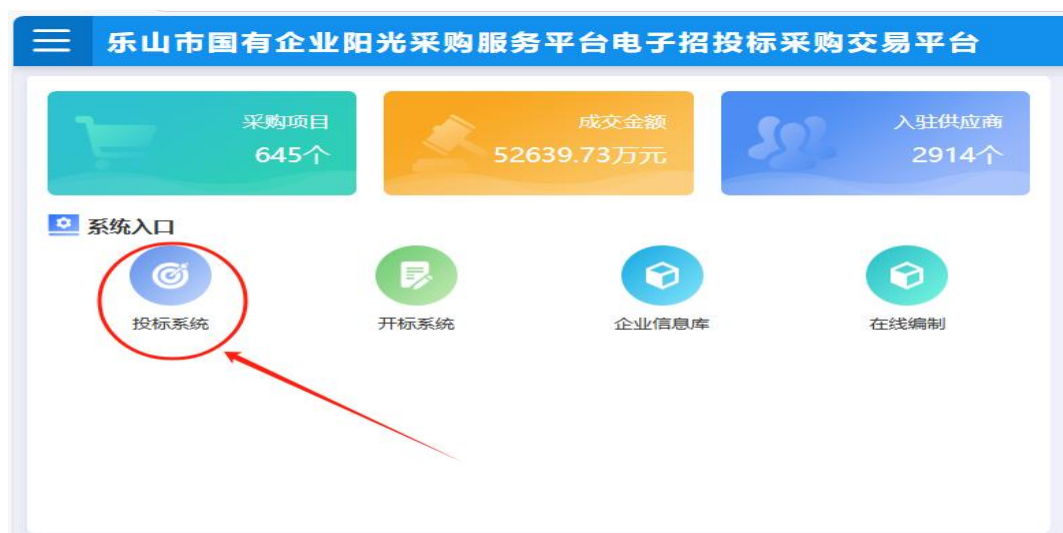 乐山市国有企业阳光采购服务平台电子招投标采购交易平台
采购项目
645个
成交金额
52639.73万元
入驻供应商
2914个
系统入口
投标系统
开标系统
企业信息库
在线编制